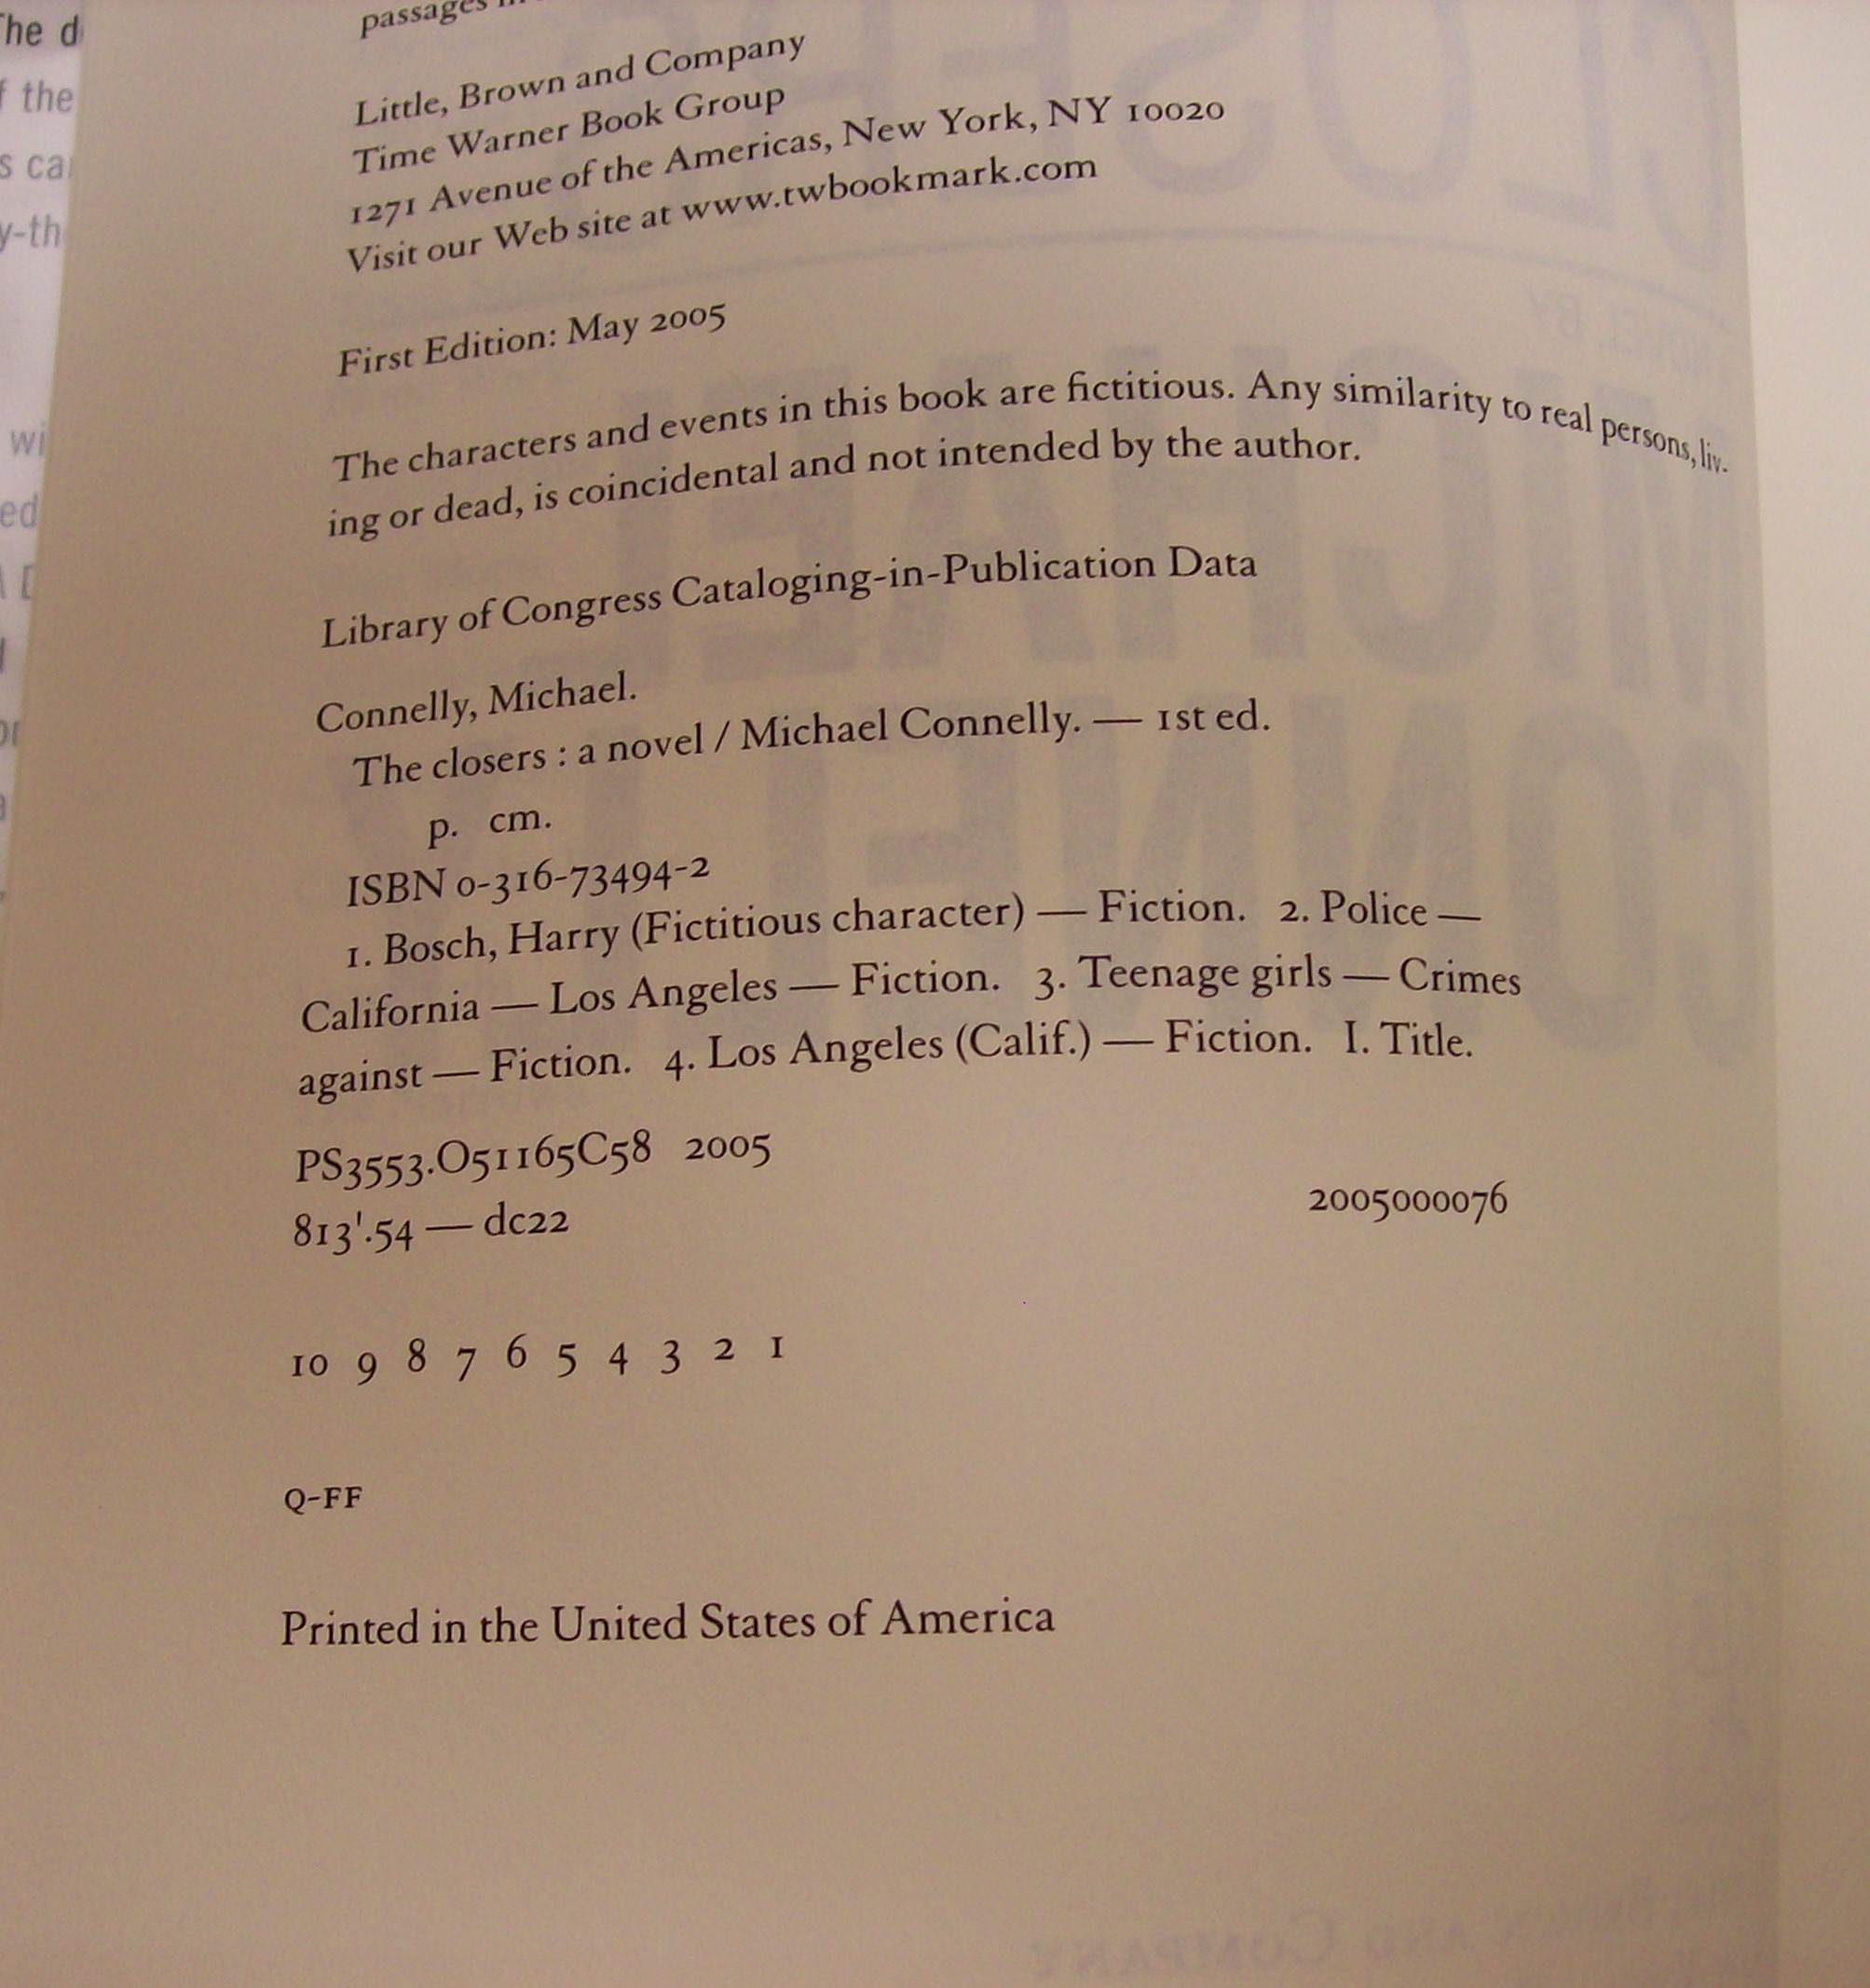 passages
Little, Brown and Company
Time Warner Book Group
1271 Avenue of the Americas, New York, NY 10020
Visit our Web site at www.twbookmark.com
First Edition: May 2005
The characters and events in this book are fictitious. Any similarity to real persons, liv-
ing or dead, is coincidental and not intended by the author.
Library of Congress Cataloging-in-Publication Data
Connelly, Michael.
The closers : a novel / Michael Connelly. — 1st ed.
p. cm.
ISBN 0-316-73494-2
1. Bosch, Harry (Fictitious character) — Fiction. 2. Police —
California — Los Angeles — Fiction. 3. Teenage girls — Crimes
against — Fiction. 4. Los Angeles (Calif.) — Fiction. I. Title.
PS3553.O51165C58 2005
813'.54 — dc22
2005000076
10 9 8 7 6 5 4 3 2 1
Q-FF
Printed in the United States of America